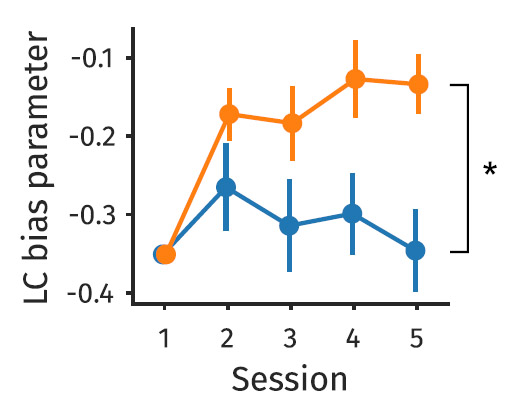 LC bias parameter
-0.1
-0.2
-0.3
-0.4
*
1 2 3 4 5
Session